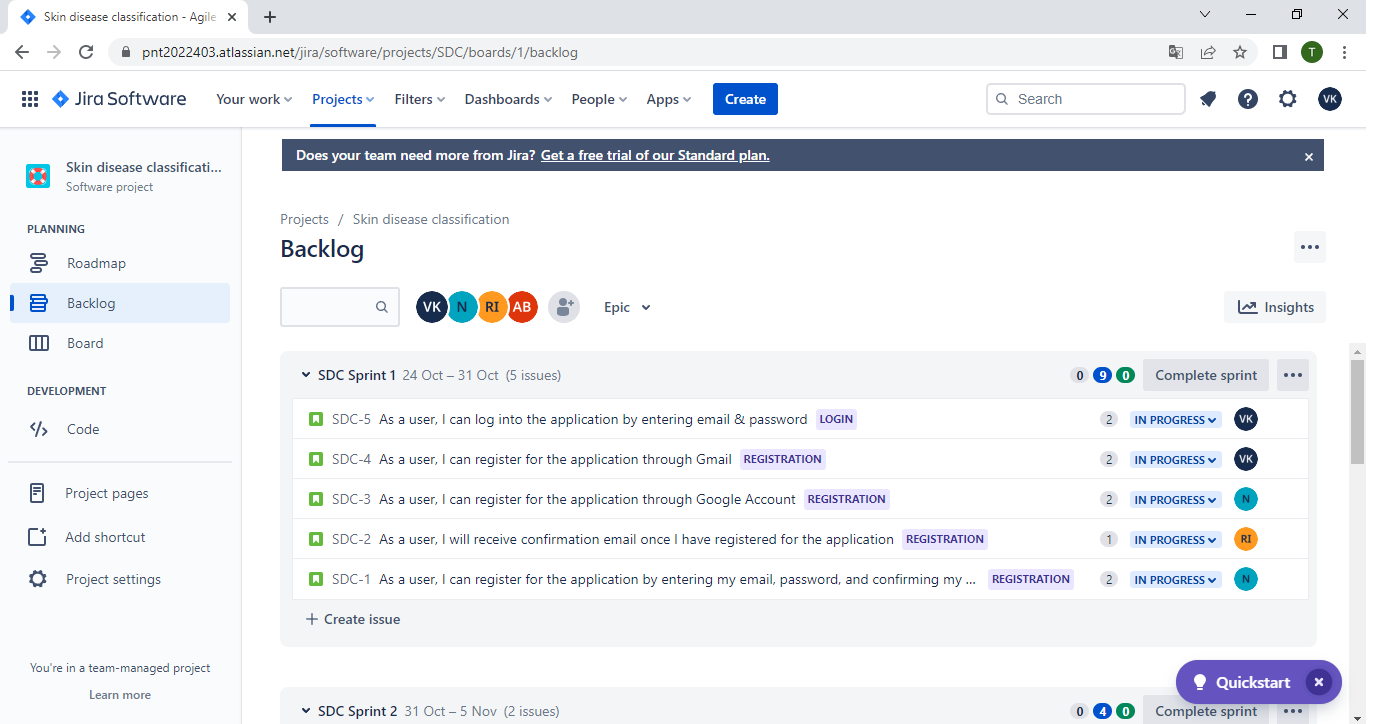 Skin disease classification - Agile
pnt2022403.atlassian.net/jira/software/projects/SDC/boards/1/backlog
T
Jira Software
Your work
Projects
Filters
Dashboards
People
Apps
Create
Search
VK
Skin disease classificati...
Software project
PLANNING
Roadmap
Backlog
Board
DEVELOPMENT
Code
Project pages
Add shortcut
Project settings
You're in a team-managed project
Learn more
Does your team need more from Jira? Get a free trial of our Standard plan.
Projects / Skin disease classification
Backlog
VK N RI AB
Epic
Insights
SDC Sprint 1 24 Oct – 31 Oct (5 issues) 0 9 0 Complete sprint
SDC-5 As a user, I can log into the application by entering email & password LOGIN 2 IN PROGRESS VK
SDC-4 As a user, I can register for the application through Gmail REGISTRATION 2 IN PROGRESS VK
SDC-3 As a user, I can register for the application through Google Account REGISTRATION 2 IN PROGRESS N
SDC-2 As a user, I will receive confirmation email once I have registered for the application REGISTRATION 1 IN PROGRESS RI
SDC-1 As a user, I can register for the application by entering my email, password, and confirming my ... REGISTRATION 2 IN PROGRESS N
+ Create issue
Quickstart
SDC Sprint 2 31 Oct – 5 Nov (2 issues) 0 4 0 Complete sprint